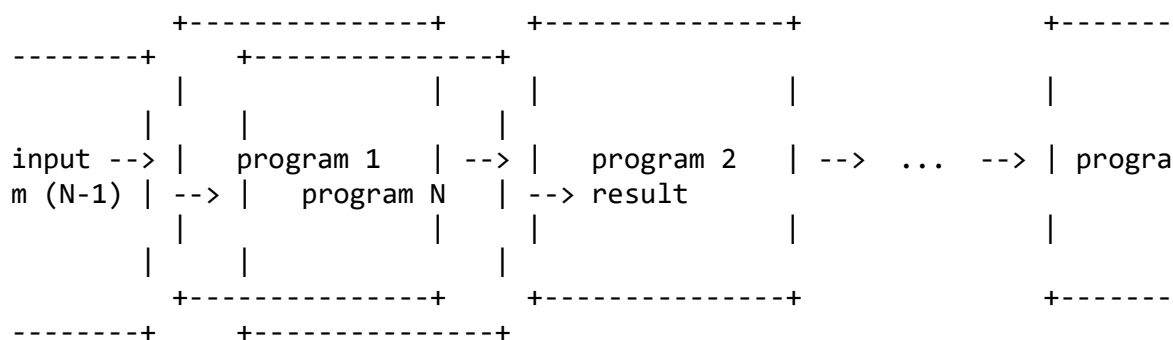 +---------------+       +---------------+                +-------
--------+     +---------------+
                 |               |     |               |               |
        |     |               |
input --> |   program 1   | --> |   program 2   | -->  ...  --> | progra
m (N-1) | --> |   program N   | --> result
                 |               |     |               |               |
        |     |               |
                 +---------------+       +---------------+                +-------
--------+     +---------------+